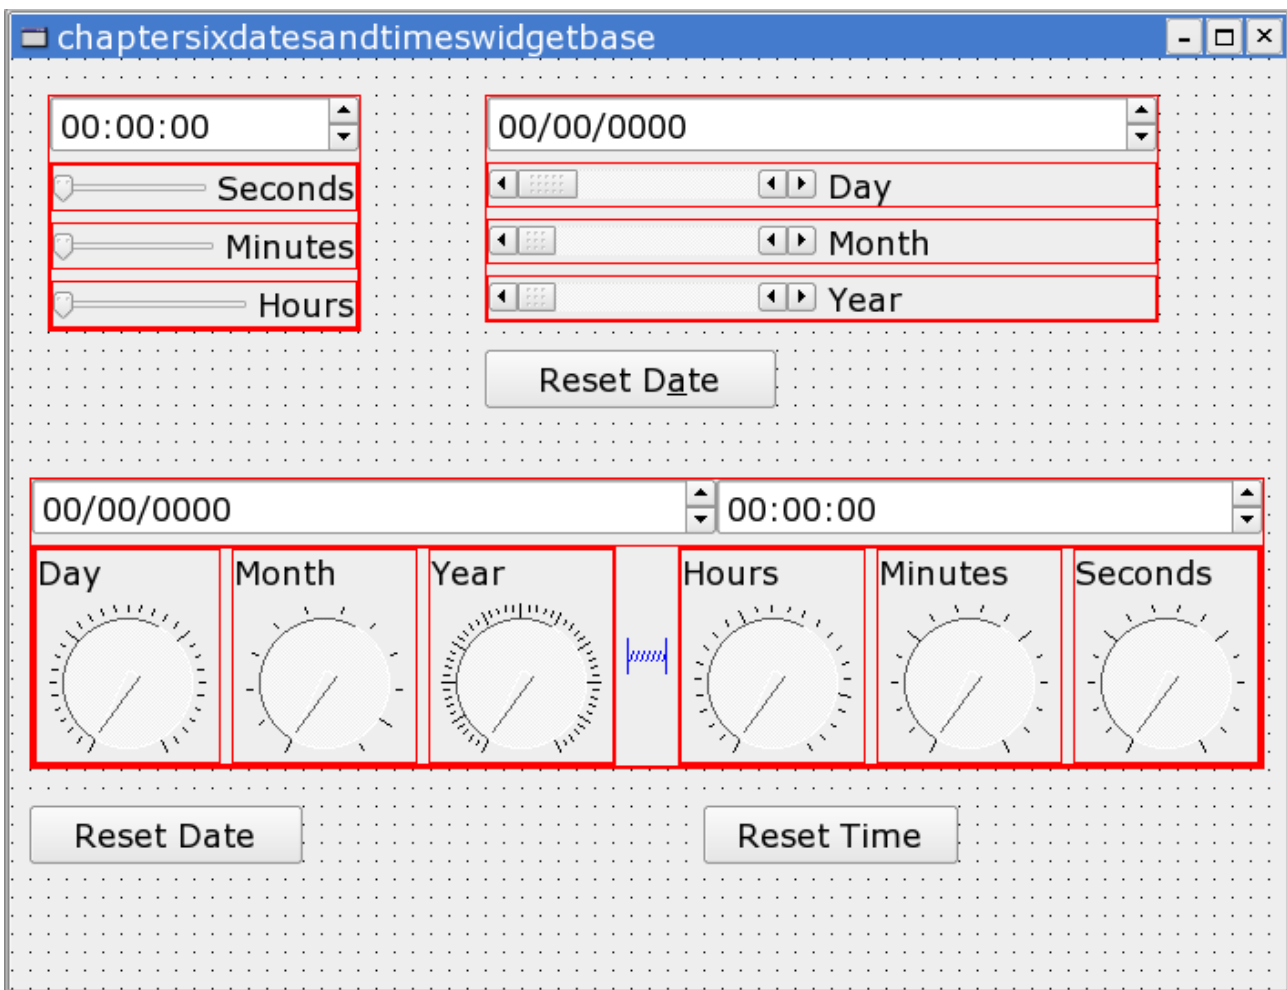 chaptersixdatesandtimeswidgetbase
00:00:00
Seconds
Minutes
Hours
00/00/0000
Day
Month
Year
Reset Date
00/00/0000 00:00:00
Day Month Year Hours Minutes Seconds
Reset Date Reset Time